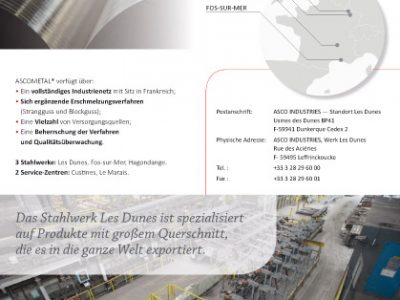 FOS-SUR-MER
ASCOMETAL* verfügt über:
• Ein vollständiges Industrienetz mit Sitz in Frankreich,
• Sich ergänzende Erschmelzungsverfahren
(Strangguss und Blockguss);
• Eine Vielzahl von Versorgungsquellen;
• Eine Beherrschung der Verfahren
und Qualitätsüberwachung.
3 Stahlwerke: Les Dunes, Fos-sur-Mer, Hagondange.
2 Service-Zentren: Custines, Le Marais.
Postanschrift: ASCO INDUSTRIES — Standort Les Dunes
Usines des Dunes BP41
F-59941 Dunkerque Cedex 2
Physische Adresse: ASCO INDUSTRIES, Werk Les Dunes
Rue des Aciéries
F- 59495 Leffrinckoucke
Tel. : +33 3 28 29 60 00
Fax : +33 3 28 29 60 01
Das Stahlwerk Les Dunes ist spezialisiert
auf Produkte mit großem Querschnitt,
die es in die ganze Welt exportiert.